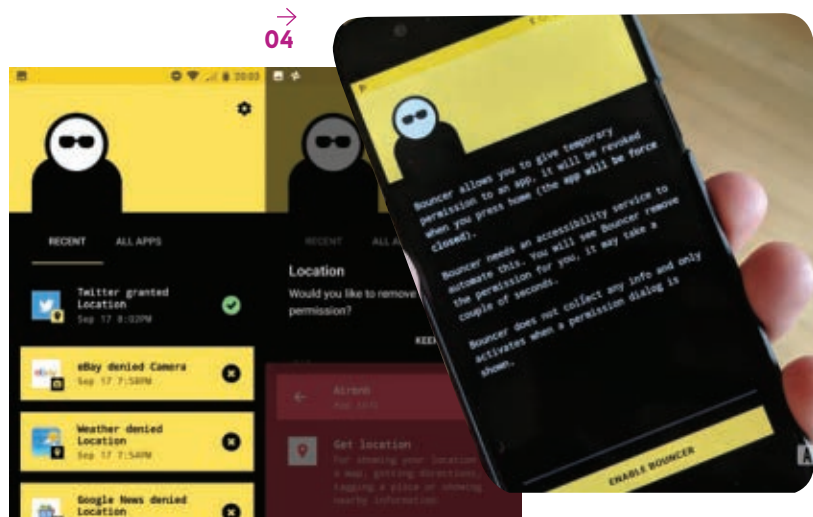 04
20:03
RECENT ALL APPS
Twitter granted
Location
Sep 17 8:02PM
eBay denied Camera
Sep 17 7:58PM
Weather denied
Location
Sep 17 7:54PM
Google News denied
Location
RECENT ALL A
Location
Would you like to remove
permission?
KEE
Airbnb
App info
Get location
For showing your location
a map, getting directions,
tagging a place or showing
nearby information.
Bouncer allows you to give temporary
permission to an app, it will be revoked
when you press home (the app will be force
closed).
Bouncer needs an accessibility service to
automate this. You will see Bouncer remove
the permission for you, it may take a
couple of seconds.
Bouncer does not collect any info and only
activates when a permission dialog is
shown.
ENABLE BOUNCER